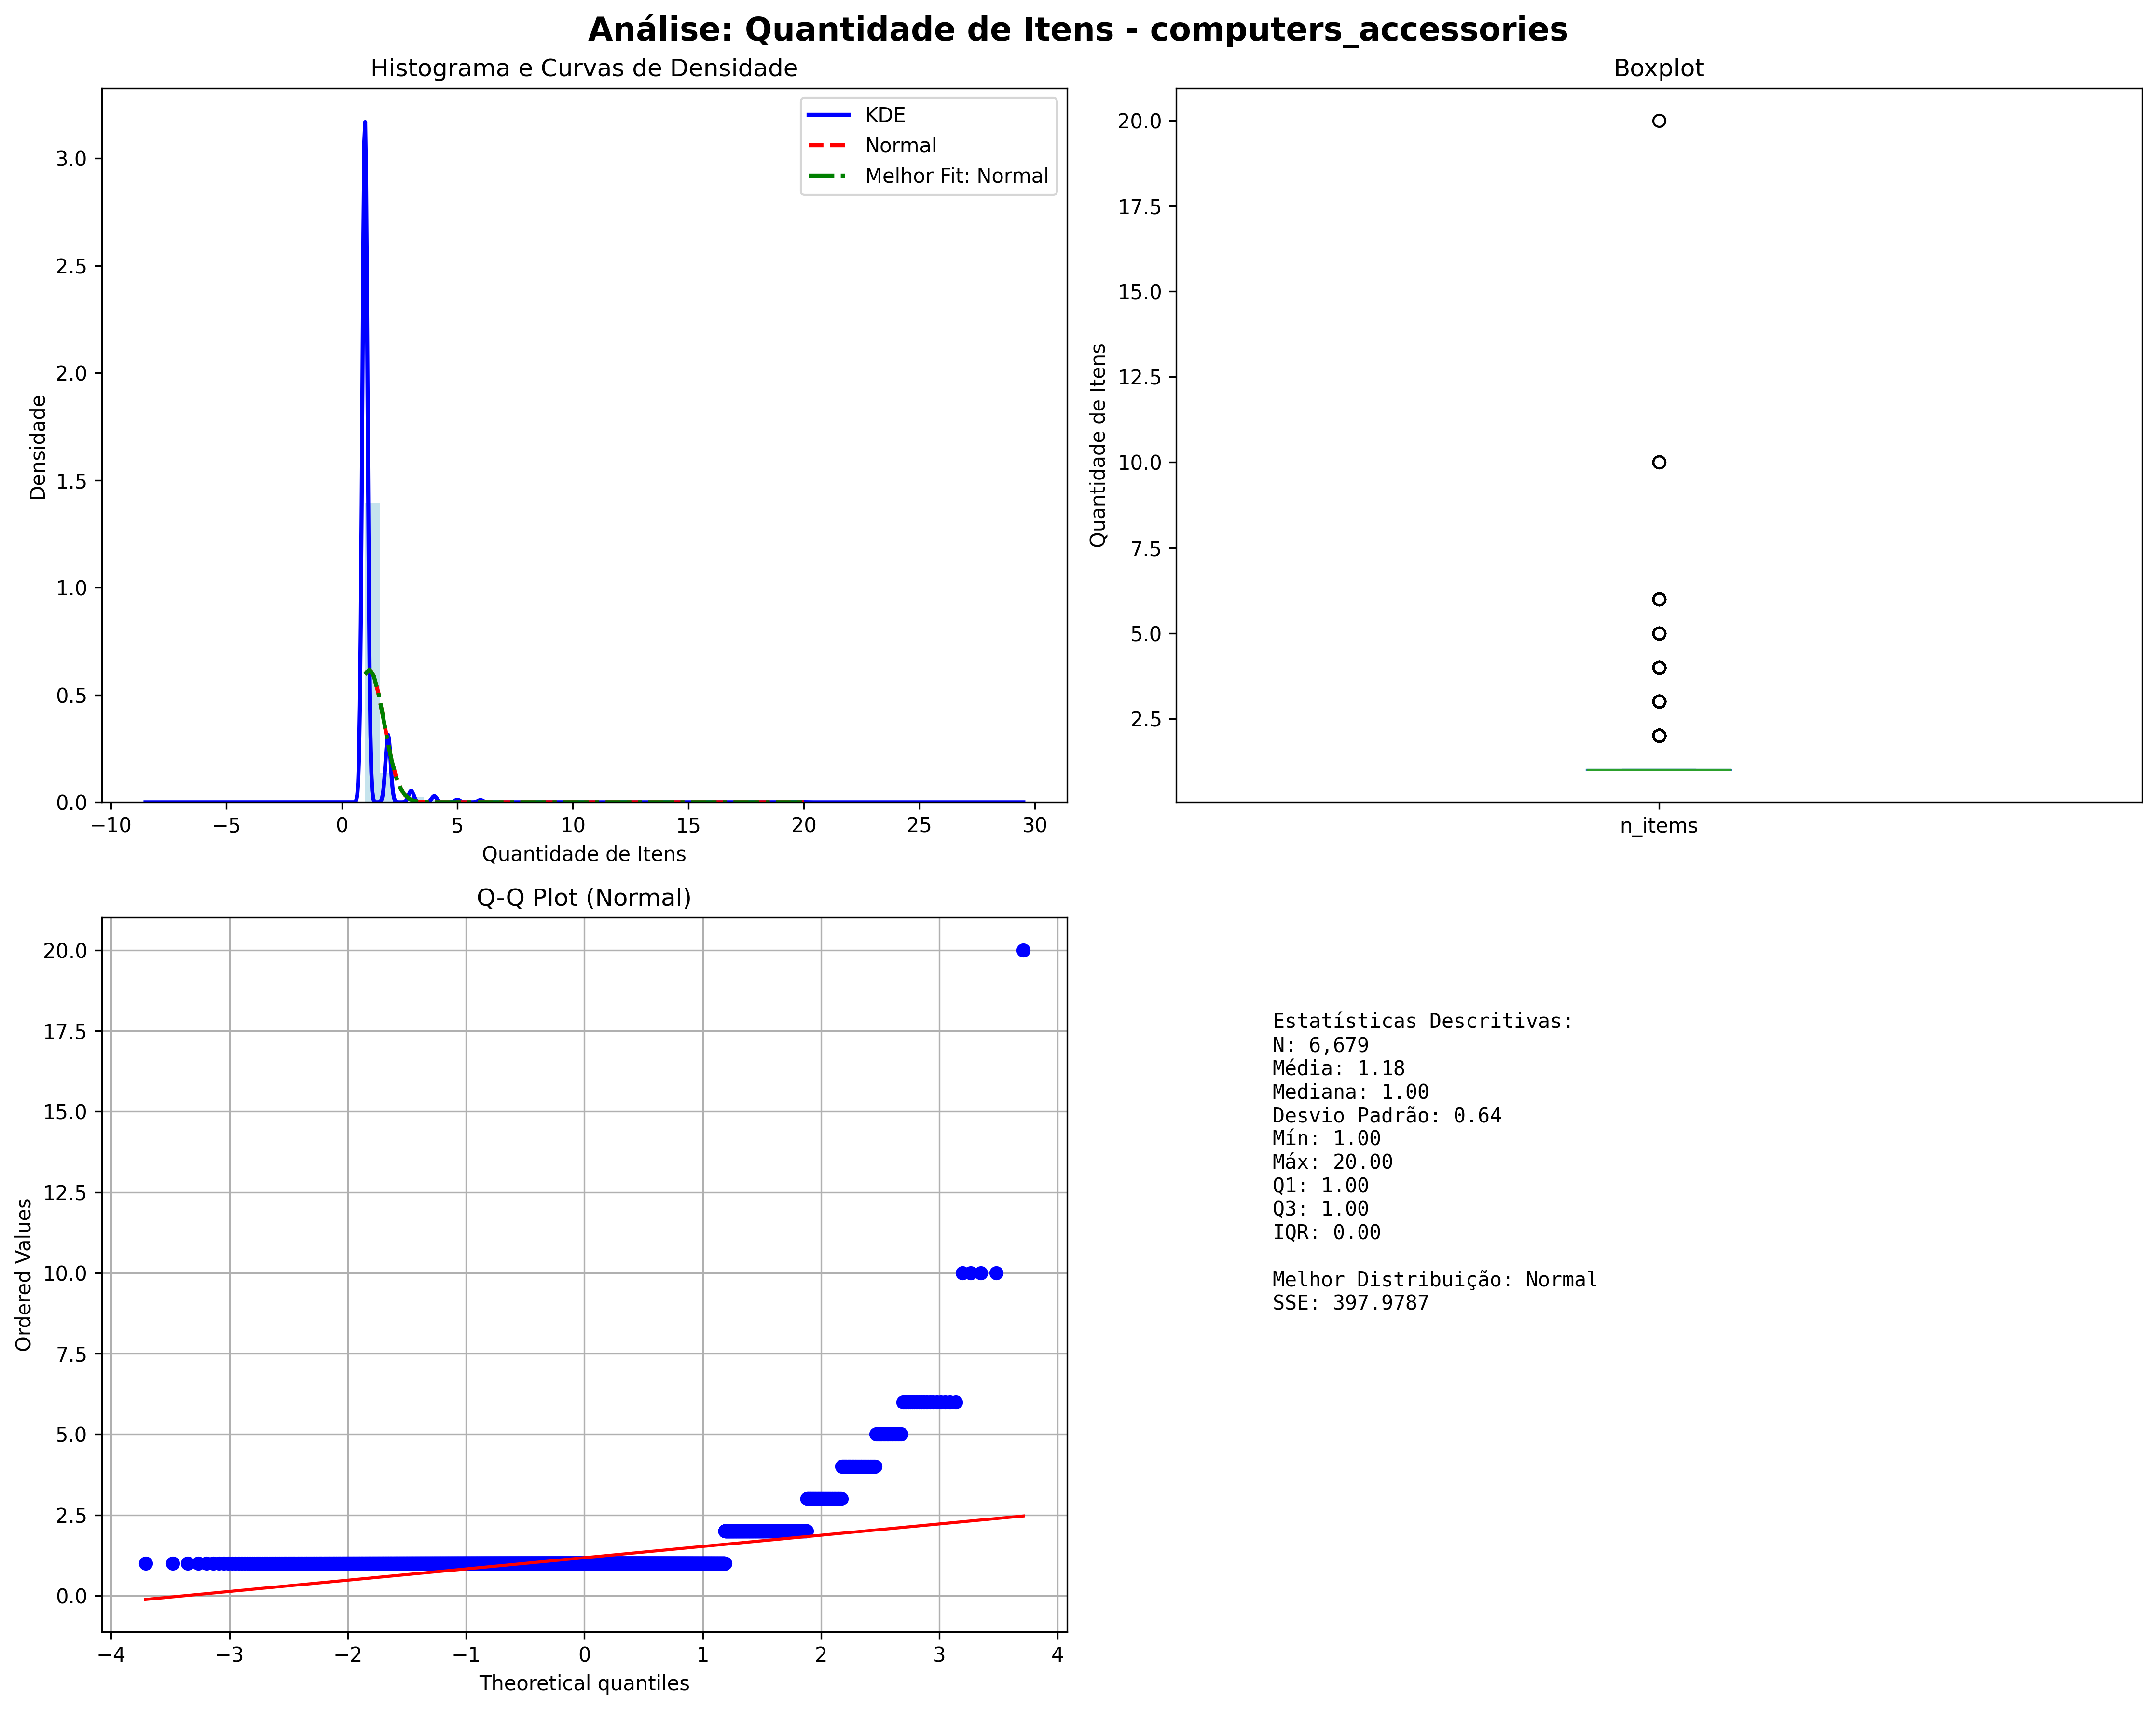 Análise: Quantidade de Itens - computers_accessories
Histograma e Curvas de Densidade
KDE
Normal
Melhor Fit: Normal
Densidade
3.0
2.5
2.0
1.5
1.0
0.5
0.0
−10
−5
0
5
10
15
20
25
30
Quantidade de Itens
Boxplot
Quantidade de Itens
20.0
17.5
15.0
12.5
10.0
7.5
5.0
2.5
n_items
Q-Q Plot (Normal)
Ordered Values
20.0
17.5
15.0
12.5
10.0
7.5
5.0
2.5
0.0
−4
−3
−2
−1
0
1
2
3
4
Theoretical quantiles
Estatísticas Descritivas:
N: 6,679
Média: 1.18
Mediana: 1.00
Desvio Padrão: 0.64
Mín: 1.00
Máx: 20.00
Q1: 1.00
Q3: 1.00
IQR: 0.00
Melhor Distribuição: Normal
SSE: 397.9787